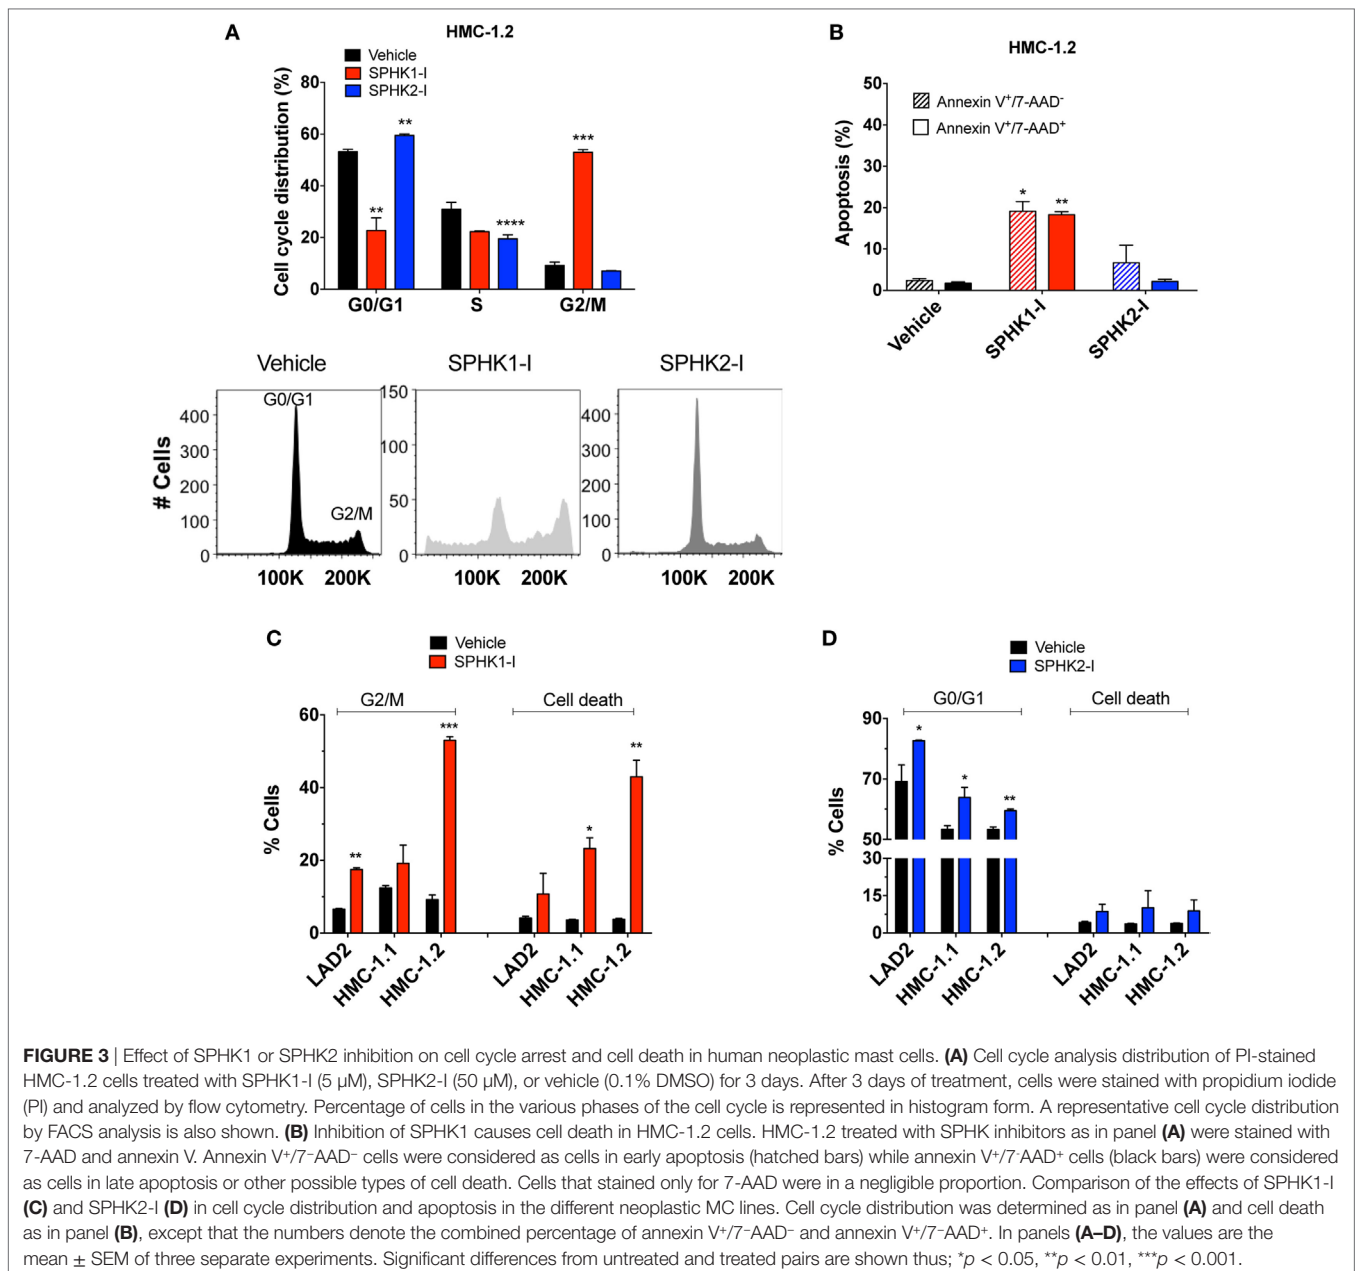 A
HMC-1.2
Vehicle
SPHK1-I
SPHK2-I
Cell cycle distribution (%)
80
60
40
20
0
**
**
****
***
G0/G1 S G2/M
B
HMC-1.2
Annexin V⁺/7-AAD⁻
Annexin V⁺/7-AAD⁺
Apoptosis (%)
50
40
30
20
10
0
*
**
Vehicle
SPHK1-I
SPHK2-I
Vehicle
SPHK1-I
SPHK2-I
# Cells
400
300
200
100
0
G0/G1
G2/M
100K 200K
150
100
50
0
100K 200K
400
300
200
100
0
100K 200K
C
Vehicle
SPHK1-I
G2/M
Cell death
% Cells
60
40
20
0
**
***
*
**
LAD2
HMC-1.1
HMC-1.2
LAD2
HMC-1.1
HMC-1.2
D
Vehicle
SPHK2-I
G0/G1
Cell death
% Cells
90
70
50
30
15
0
*
*
**
LAD2
HMC-1.1
HMC-1.2
LAD2
HMC-1.1
HMC-1.2
FIGURE 3 | Effect of SPHK1 or SPHK2 inhibition on cell cycle arrest and cell death in human neoplastic mast cells. (A) Cell cycle analysis distribution of PI-stained
HMC-1.2 cells treated with SPHK1-I (5 µM), SPHK2-I (50 µM), or vehicle (0.1% DMSO) for 3 days. After 3 days of treatment, cells were stained with propidium iodide
(PI) and analyzed by flow cytometry. Percentage of cells in the various phases of the cell cycle is represented in histogram form. A representative cell cycle distribution
by FACS analysis is also shown. (B) Inhibition of SPHK1 causes cell death in HMC-1.2 cells. HMC-1.2 treated with SPHK inhibitors as in panel (A) were stained with
7-AAD and annexin V. Annexin V⁺/7⁻AAD⁻ cells were considered as cells in early apoptosis (hatched bars) while annexin V⁺/7⁻AAD⁺ cells (black bars) were considered
as cells in late apoptosis or other possible types of cell death. Cells that stained only for 7-AAD were in a negligible proportion. Comparison of the effects of SPHK1-I
(C) and SPHK2-I (D) in cell cycle distribution and apoptosis in the different neoplastic MC lines. Cell cycle distribution was determined as in panel (A) and cell death
as in panel (B), except that the numbers denote the combined percentage of annexin V⁺/7⁻AAD⁻ and annexin V⁺/7⁻AAD⁺. In panels (A–D), the values are the
mean ± SEM of three separate experiments. Significant differences from untreated and treated pairs are shown thus; *p < 0.05, **p < 0.01, ***p < 0.001.